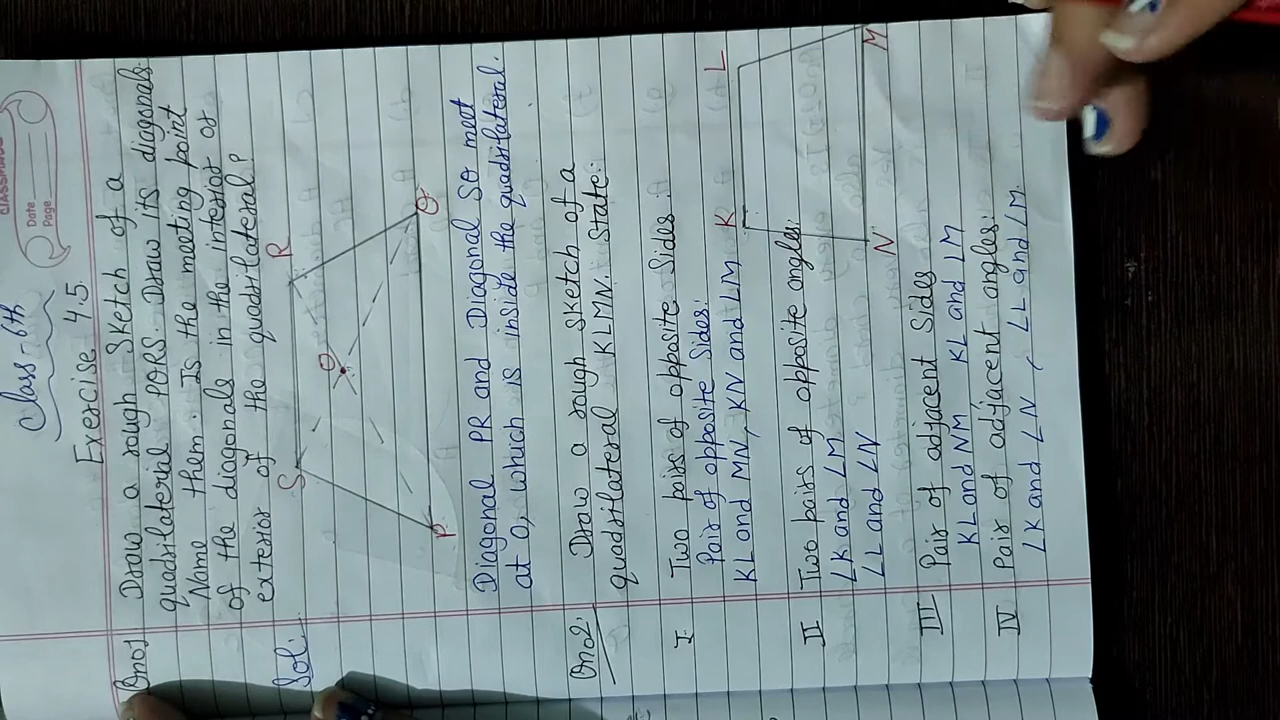 CLASSMATE
Date
Page
Class-6th
Exercise 4.5
Qno1 Draw a rough Sketch of a
quadrilaterial PQRS. Draw its diagonals.
Name them. Is the meeting point
of the diagonals in the interior or
exterior of the quadrilateral?
Sol:
S
R
O
P
Q
Diagonal PR and Diagonal SQ meet
at O, which is inside the quadrilateral.
Qno2. Draw a rough Sketch of a
quadrilateral KLMN. State.
I. Two pairs of opposite Sides:
Pair of opposite Sides:
KL and MN, KN and LM
K
L
N
M
II Two pairs of opposite angles:
∠K and ∠M
∠L and ∠N
III Pair of adjacent Sides
KL and NM KL and LM
IV Pair of adjacent angles:
∠K and ∠N, ∠L and ∠M